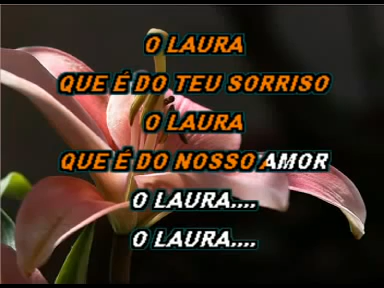 O LAURA
QUE É DO TEU SORRISO
O LAURA
QUE É DO NOSSO AMOR
O LAURA....
O LAURA....